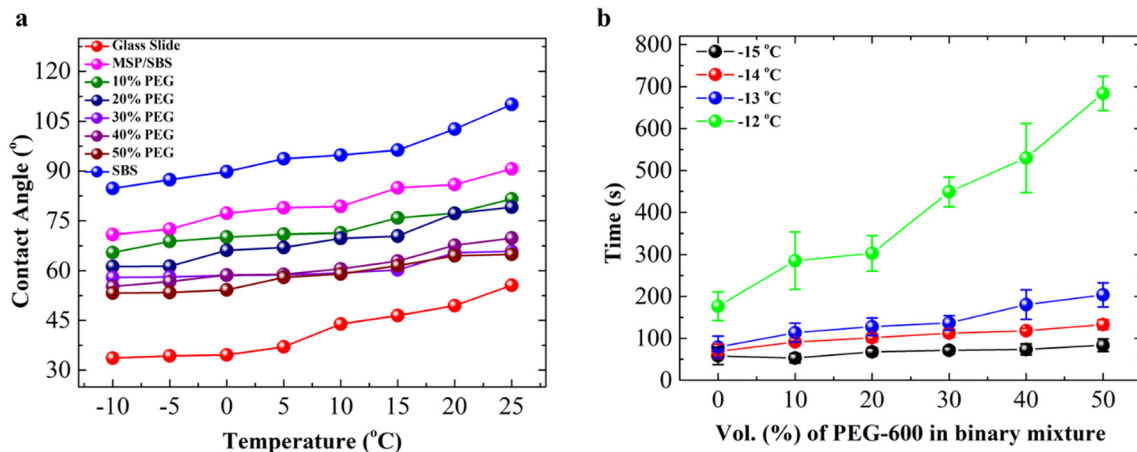 a
Glass Slide
MSP/SBS
10% PEG
20% PEG
30% PEG
40% PEG
50% PEG
SBS
120
105
90
75
60
45
30
-10 -5 0 5 10 15 20 25
Contact Angle (°)
Temperature (°C)
b
-15 °C
-14 °C
-13 °C
-12 °C
800
700
600
500
400
300
200
100
0
0 10 20 30 40 50
Time (s)
Vol. (%) of PEG-600 in binary mixture